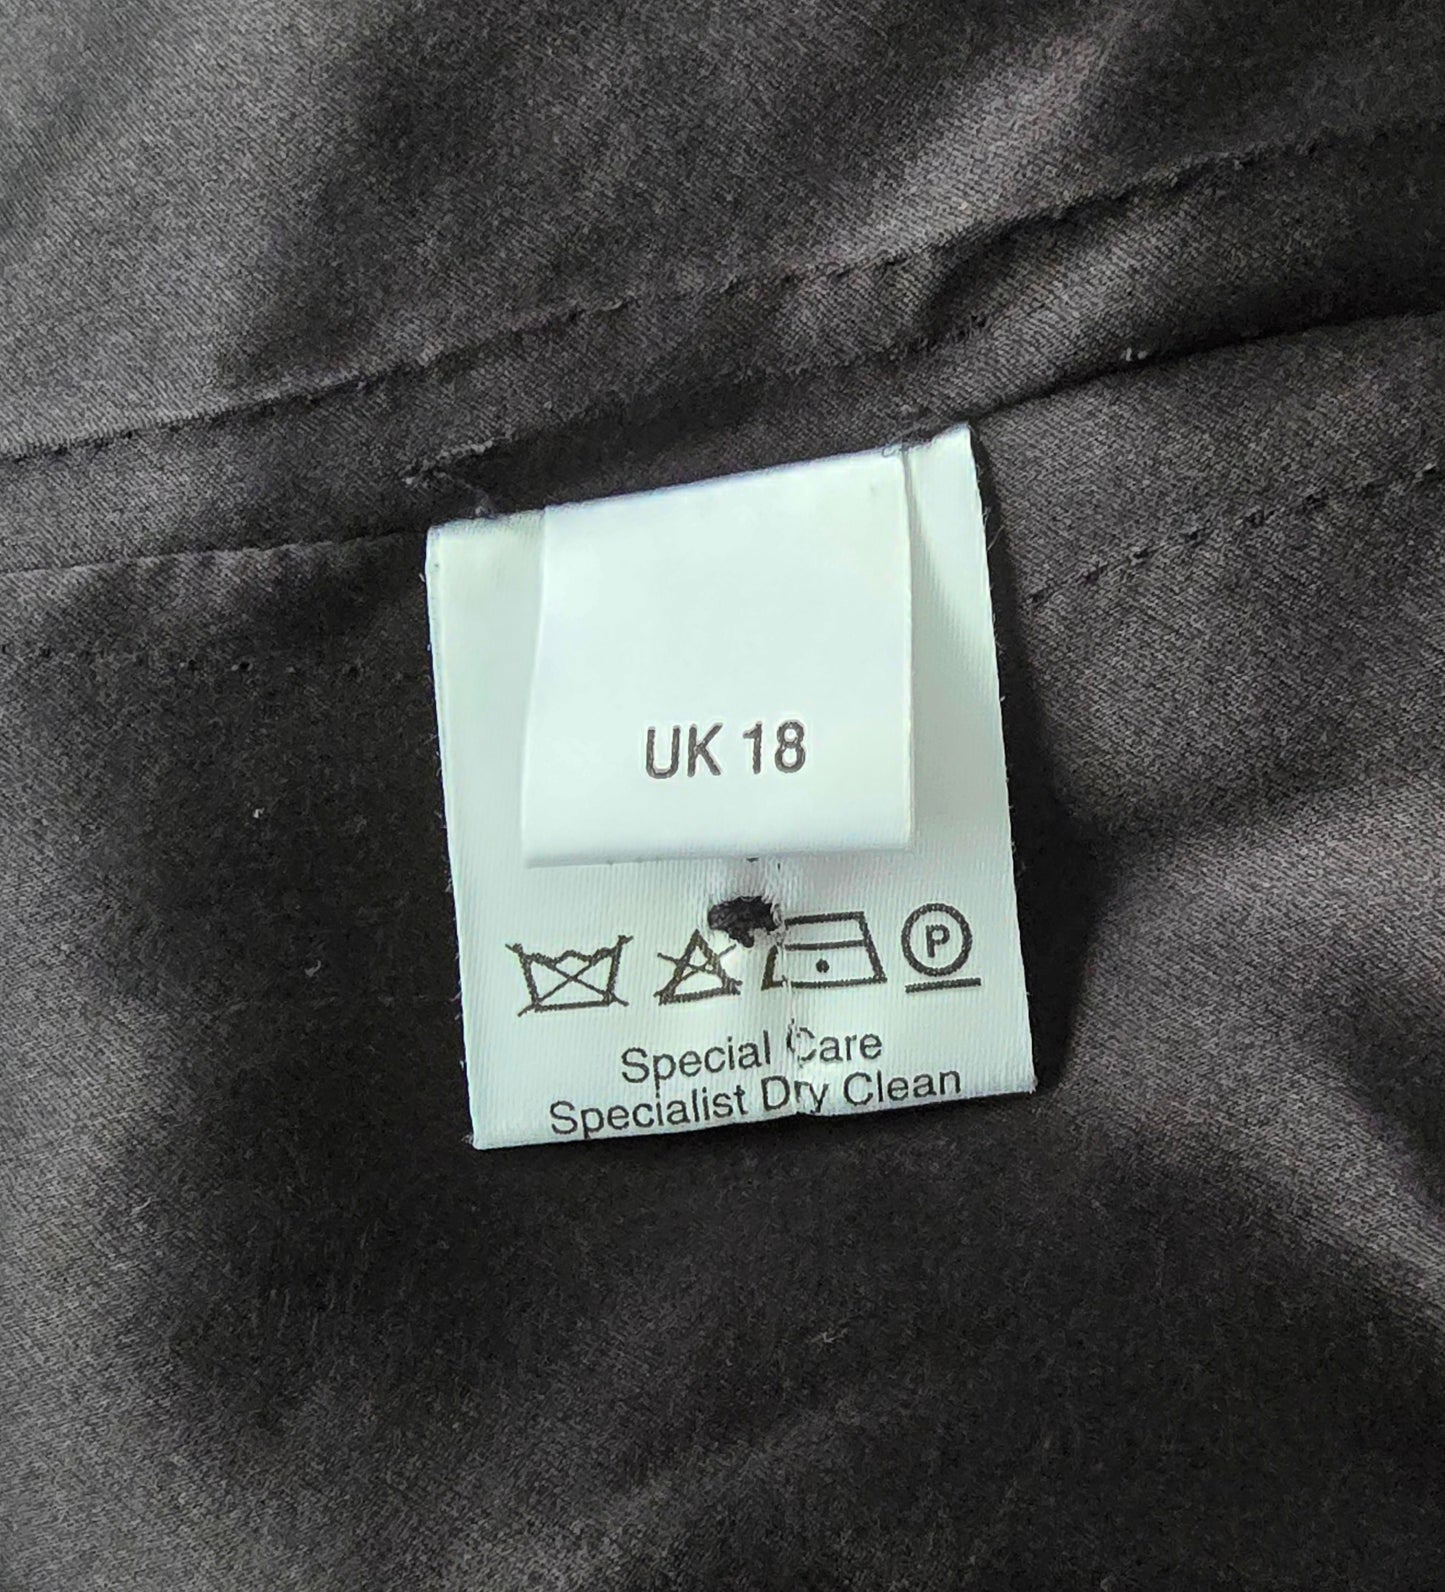 UK 18
P
Special Care
Specialist Dry Clean